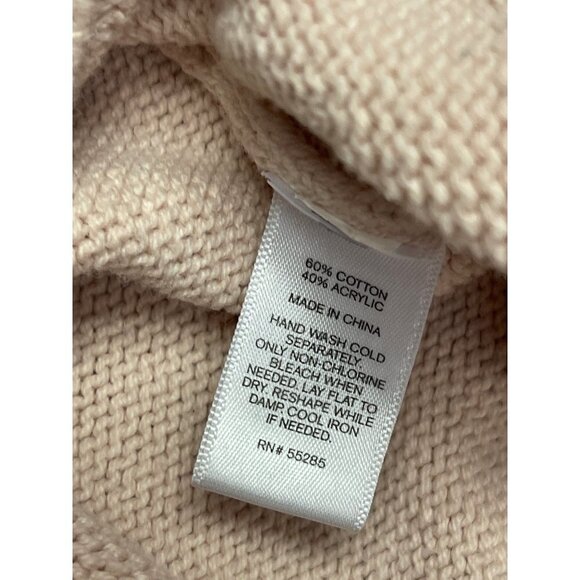 60% COTTON
40% ACRYLIC
MADE IN CHINA
HAND WASH COLD
SEPARATELY.
ONLY NON-CHLORINE
BLEACH WHEN
NEEDED. LAY FLAT TO
DRY. RESHAPE WHILE
DAMP COOL IRON
IF NEEDED.
RN# 55285